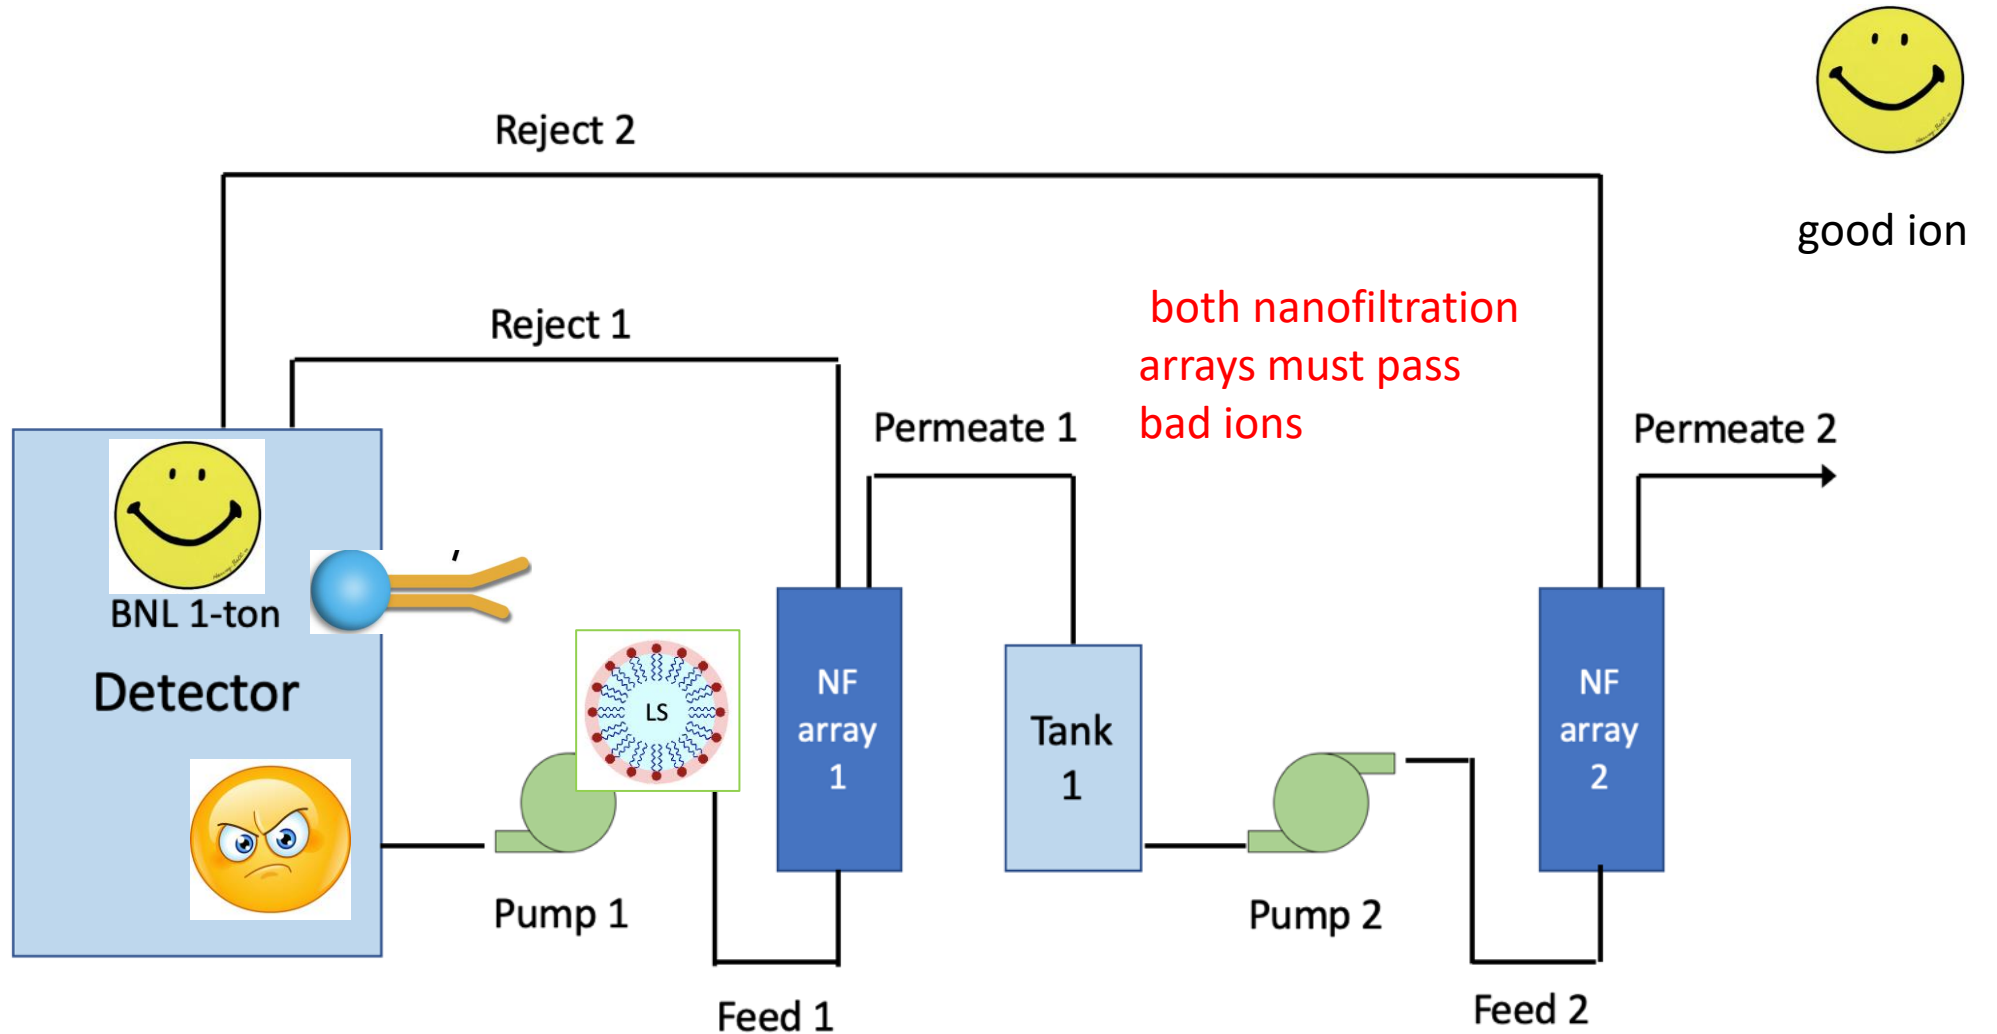 Reject 2
good ion
both nanofiltration
arrays must pass
bad ions
Reject 1
Permeate 1
Permeate 2
BNL 1-ton
Detector
,
LS
NF
array
1
Tank
1
NF
array
2
Pump 1
Pump 2
Feed 1
Feed 2